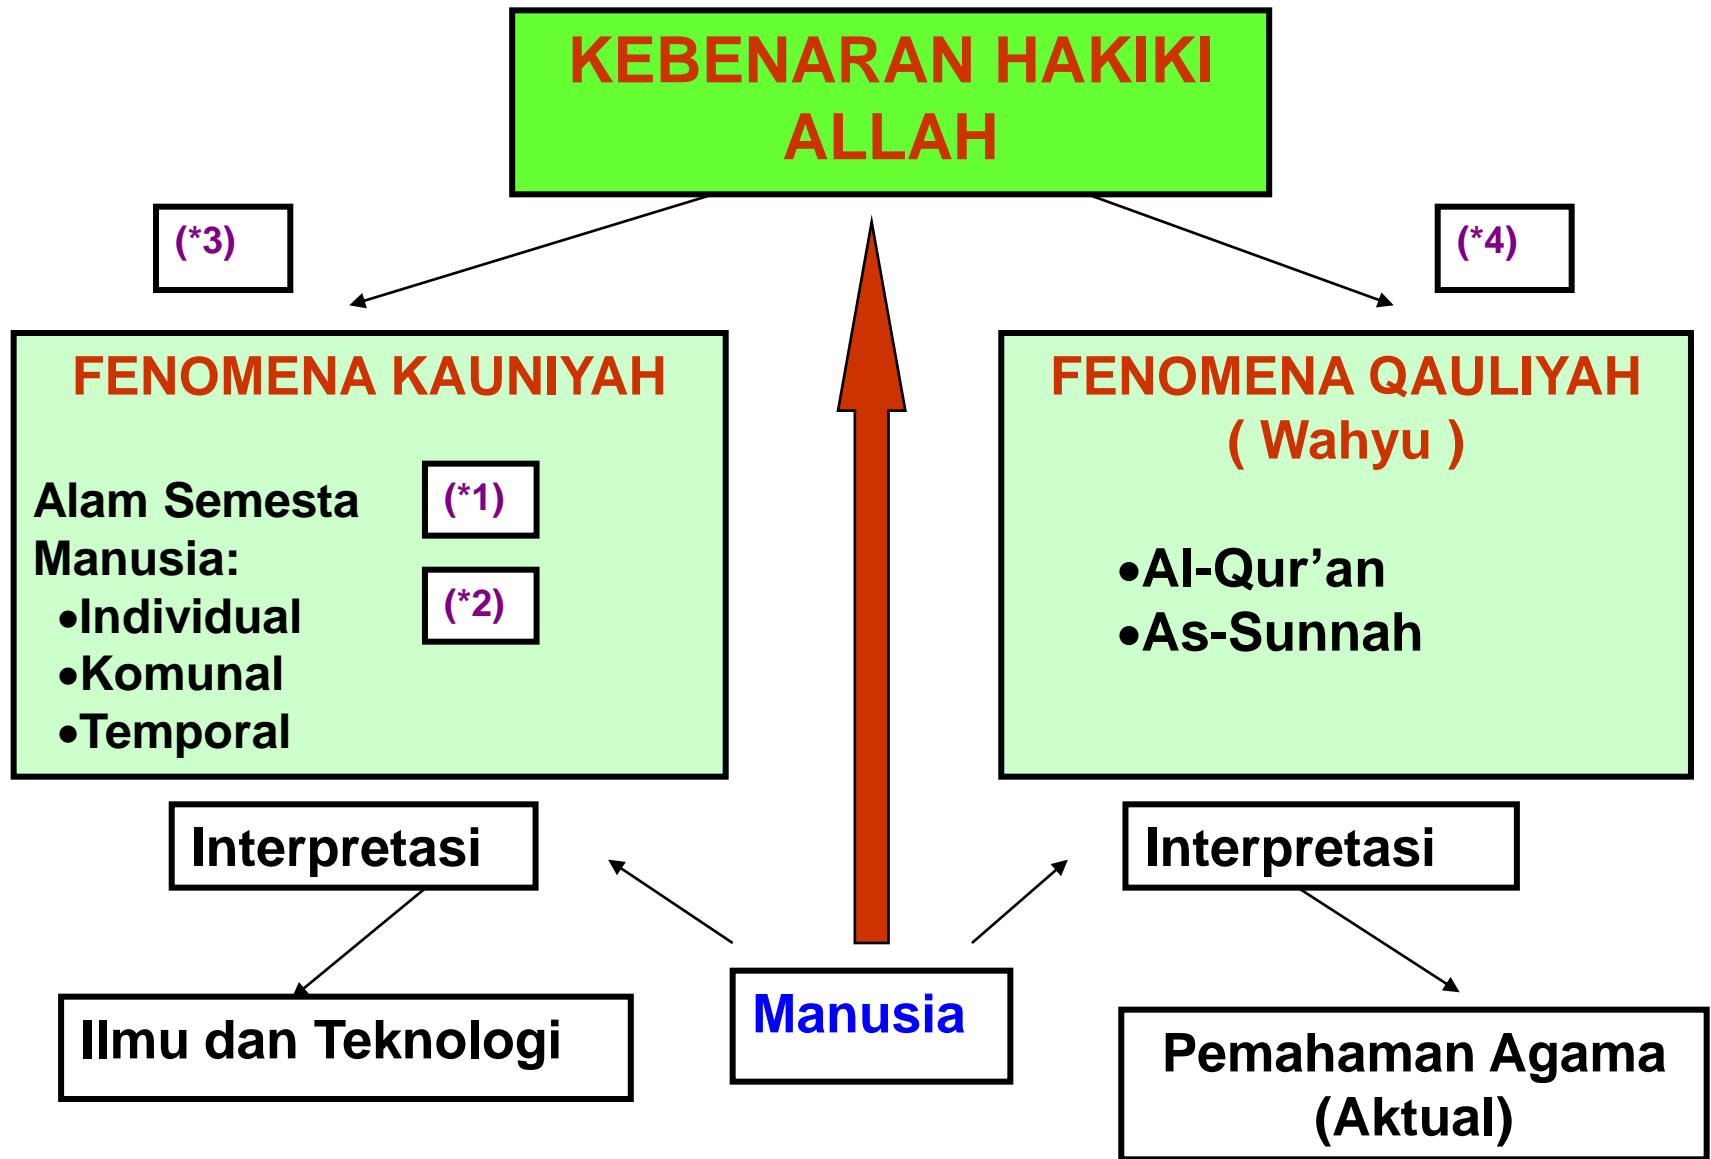 KEBENARAN HAKIKI
ALLAH
(*3)
(*4)
FENOMENA KAUNIYAH
Alam Semesta
(*1)
Manusia:
•Individual
(*2)
•Komunal
•Temporal
FENOMENA QAULIYAH
( Wahyu )
•Al-Qur’an
•As-Sunnah
Interpretasi
Interpretasi
Ilmu dan Teknologi
Manusia
Pemahaman Agama
(Aktual)